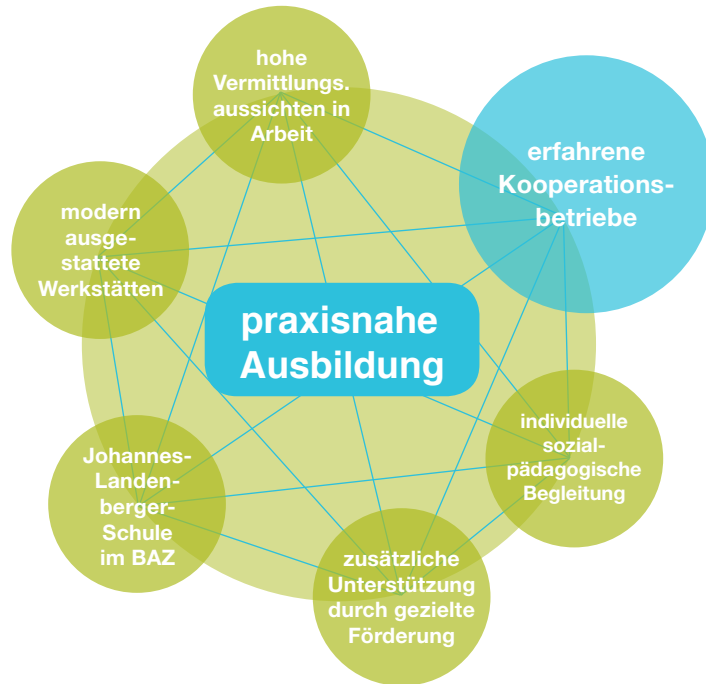 hohe
Vermittlungs.
aussichten in
Arbeit
erfahrene
Kooperations-
betriebe
modern
ausge-
stattete
Werkstätten
praxisnahe
Ausbildung
individuelle
sozial-
pädagogische
Begleitung
Johannes-
Landen-
berger-
Schule
im BAZ
zusätzliche
Unterstützung
durch gezielte
Förderung